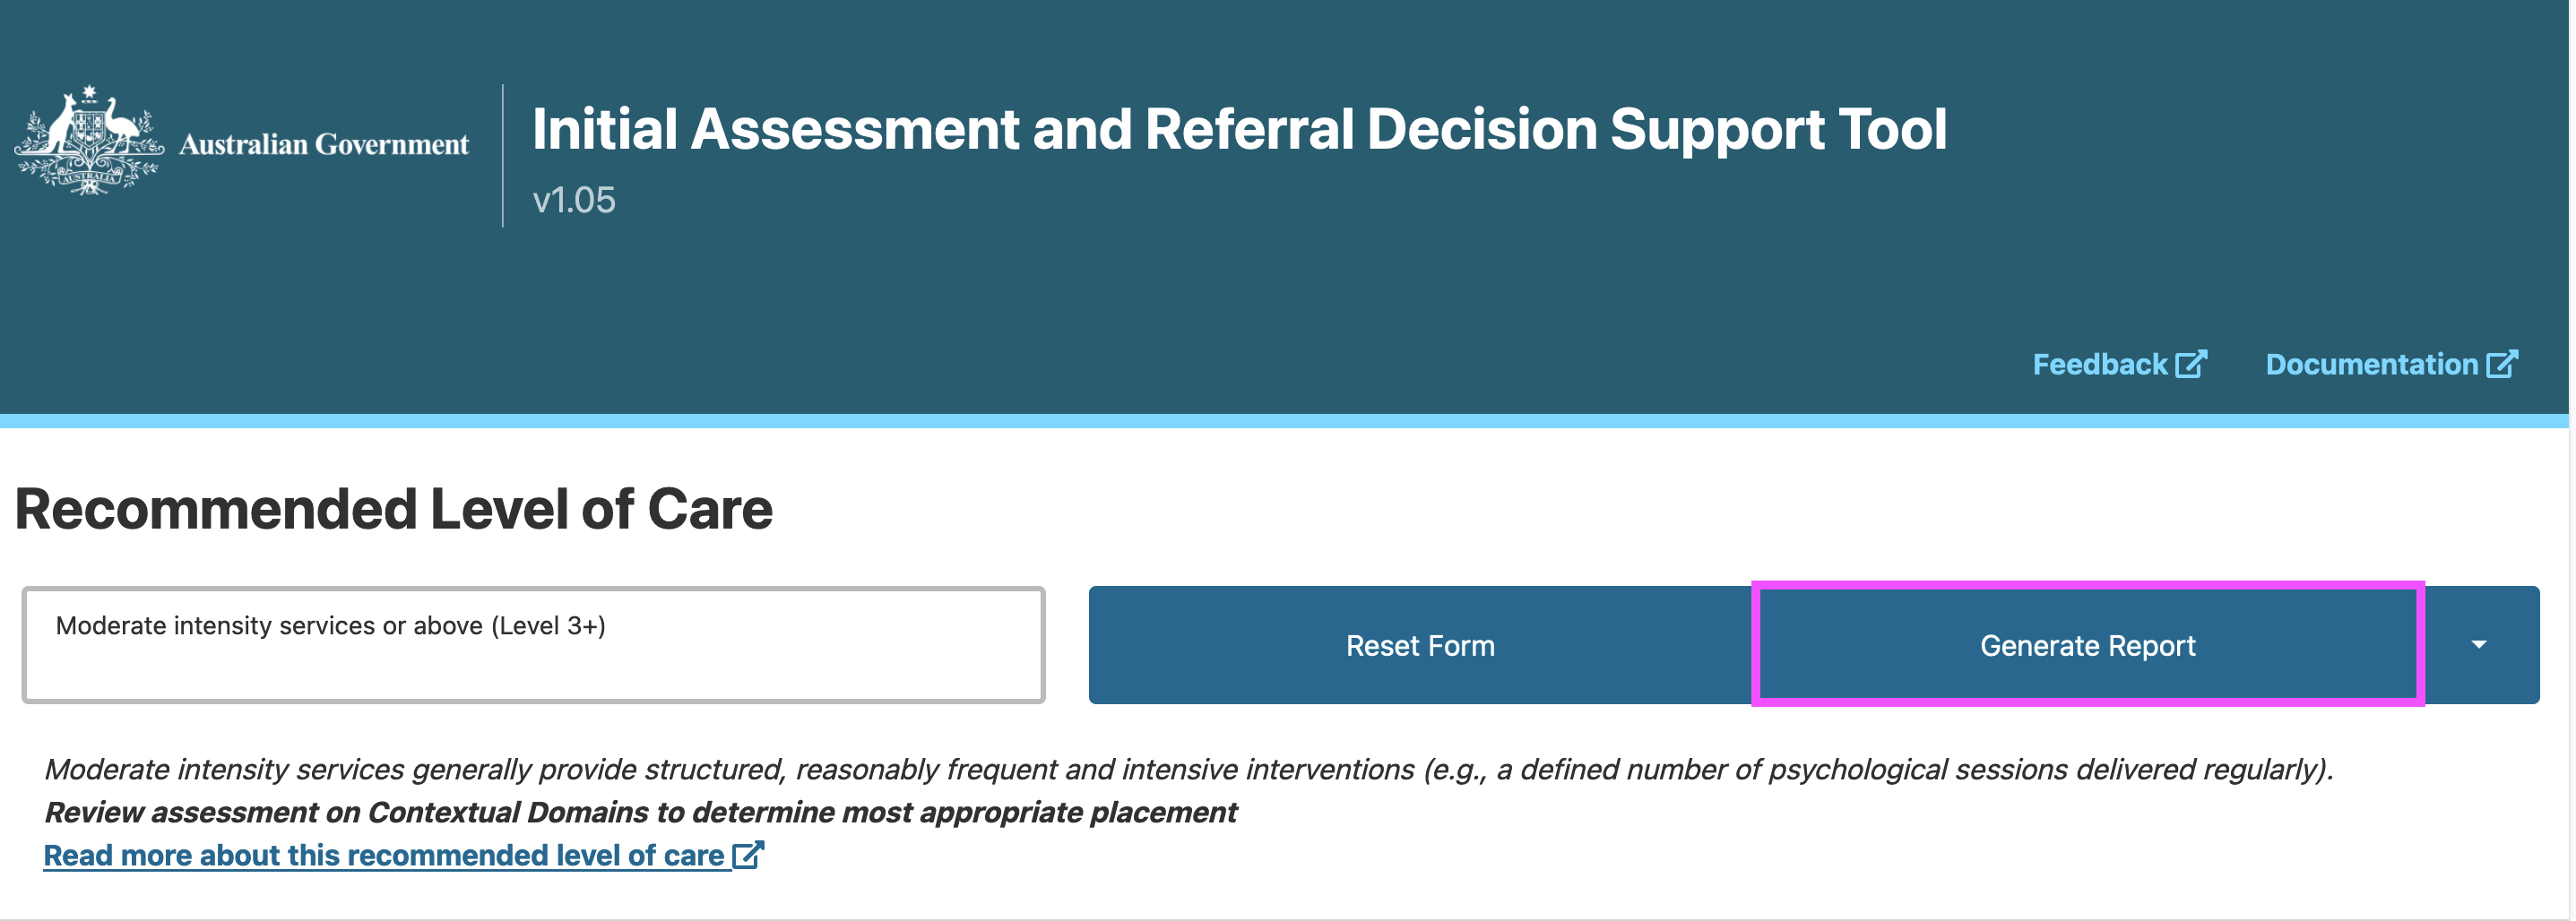 AUSTRALIA
Australian Government
Initial Assessment and Referral Decision Support Tool
v1.05
Feedback
Documentation
Recommended Level of Care
Moderate intensity services or above (Level 3+)
Reset Form
Generate Report
Moderate intensity services generally provide structured, reasonably frequent and intensive interventions (e.g., a defined number of psychological sessions delivered regularly).
Review assessment on Contextual Domains to determine most appropriate placement
Read more about this recommended level of care